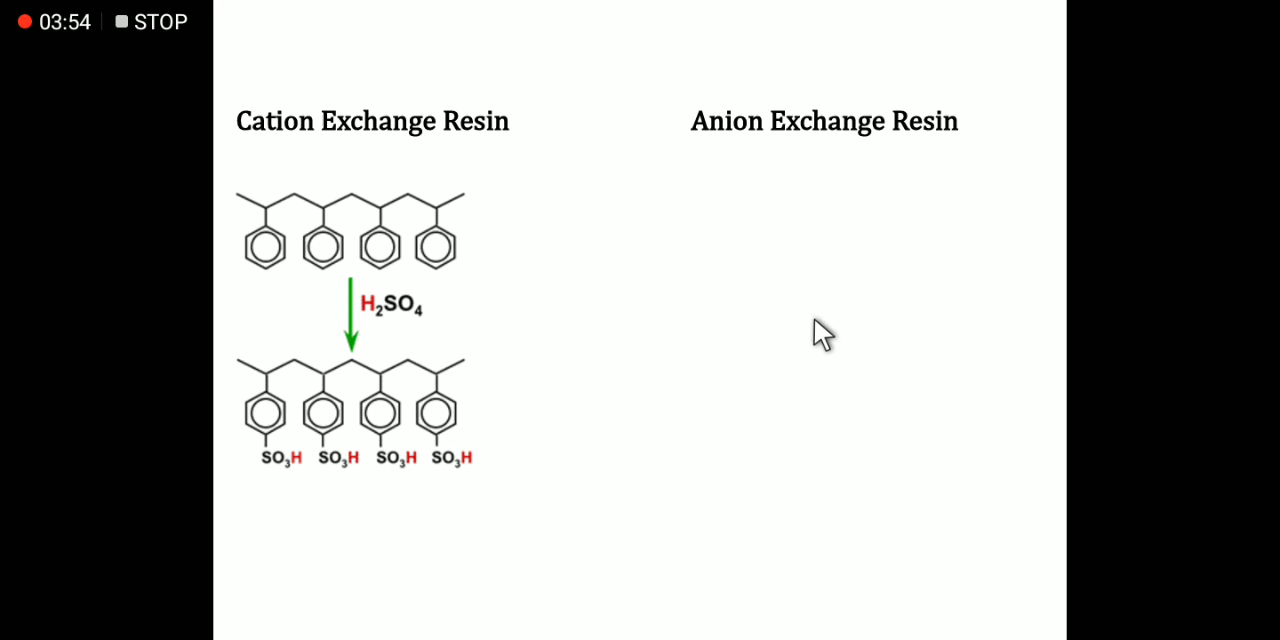 03:54 STOP
Cation Exchange Resin
Anion Exchange Resin
H₂SO₄
SO₃H SO₃H SO₃H SO₃H